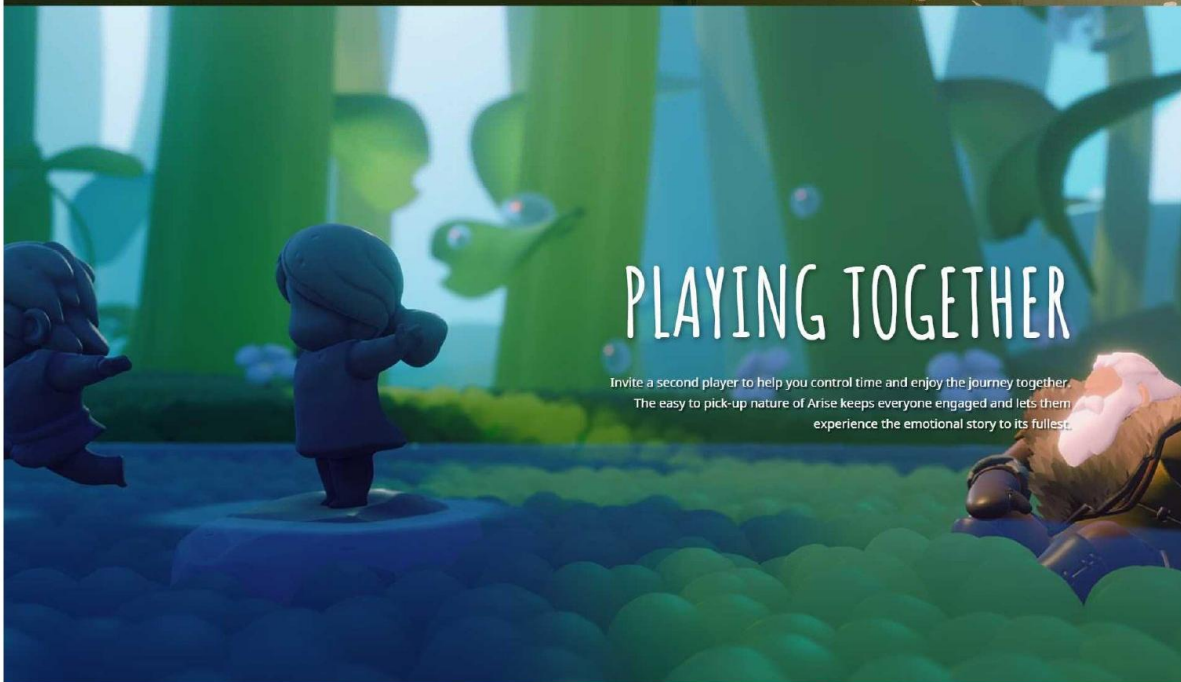 PLAYING TOGETHER
Invite a second player to help you control time and enjoy the journey together.
The easy to pick-up nature of Arise keeps everyone engaged and lets them
experience the emotional story to its fullest.